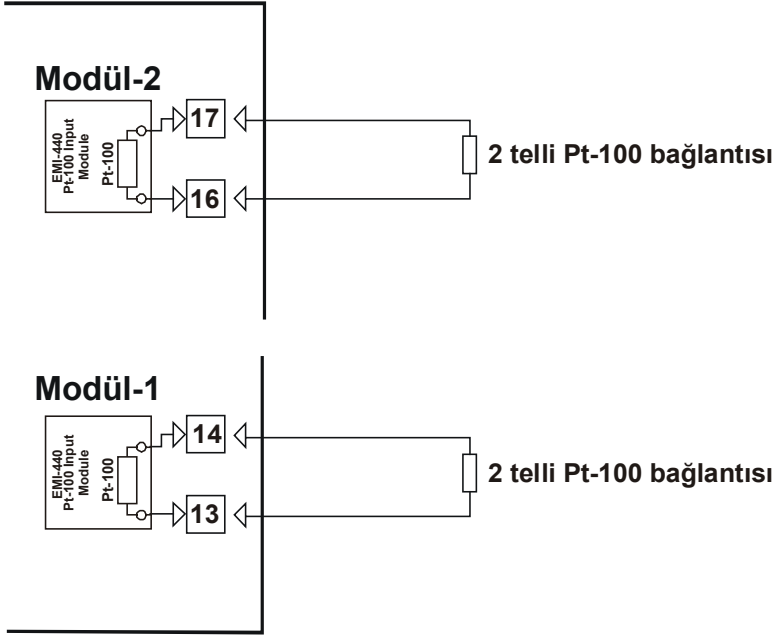 Modül-2
EMI-440
Pt-100 Input
Module
Pt-100
17
16
2 telli Pt-100 bağlantısı
Modül-1
EMI-440
Pt-100 Input
Module
Pt-100
14
13
2 telli Pt-100 bağlantısı